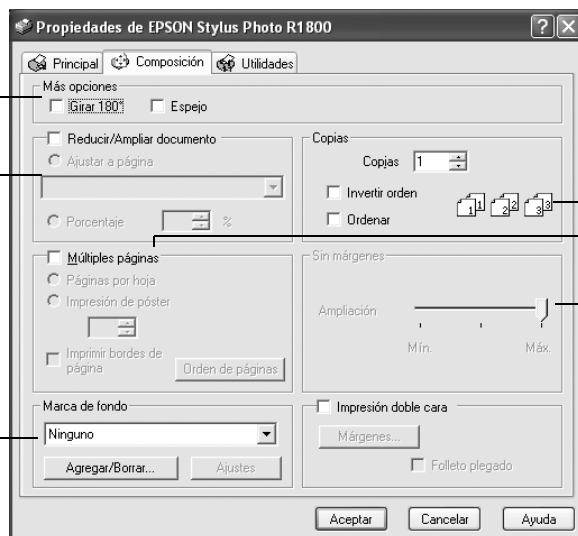 Propiedades de EPSON Stylus Photo R1800
Principal Composición Utilidades
Más opciones
Girar 180° Espejo
Reducir/Ampliar documento
Ajustar a página
Porcentaje %
Copias
Copias 1
Invertir orden
Ordenar
1 1 2 2 3 3
Múltiples páginas
Páginas por hoja
Impresión de póster
Imprimir bordes de
página
Orden de páginas
Sin márgenes
Ampliación
Mín. Máx.
Marca de fondo
Ninguno
Agregar/Borrar... Ajustes
Impresión doble cara
Márgenes...
Folleto plegado
Aceptar Cancelar Ayuda